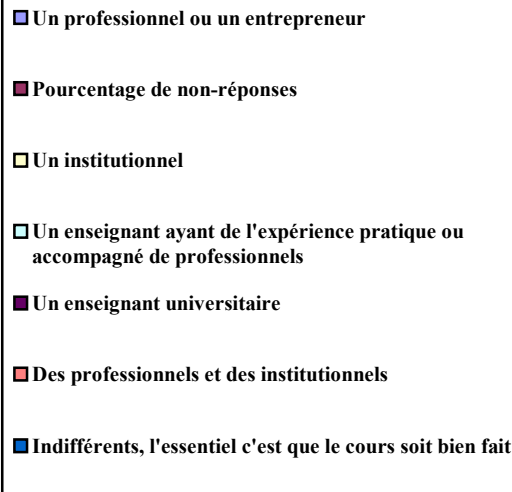 Un professionnel ou un entrepreneur
Pourcentage de non-réponses
Un institutionnel
Un enseignant ayant de l'expérience pratique ou
accompagné de professionnels
Un enseignant universitaire
Des professionnels et des institutionnels
Indifférents, l'essentiel c'est que le cours soit bien fait